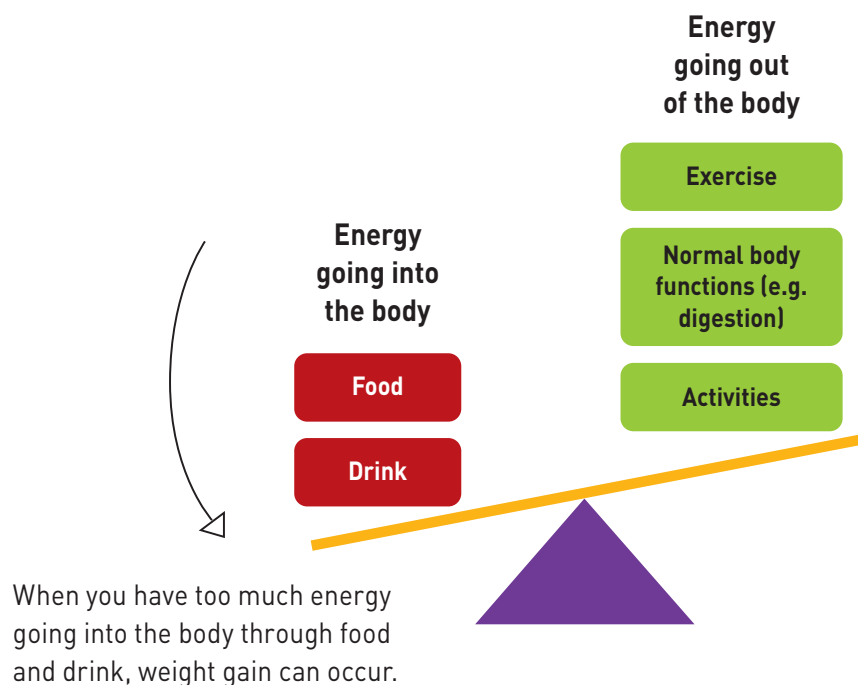 Energy
going out
of the body
Exercise
Normal body
functions (e.g.
digestion)
Activities
Energy
going into
the body
Food
Drink
When you have too much energy
going into the body through food
and drink, weight gain can occur.